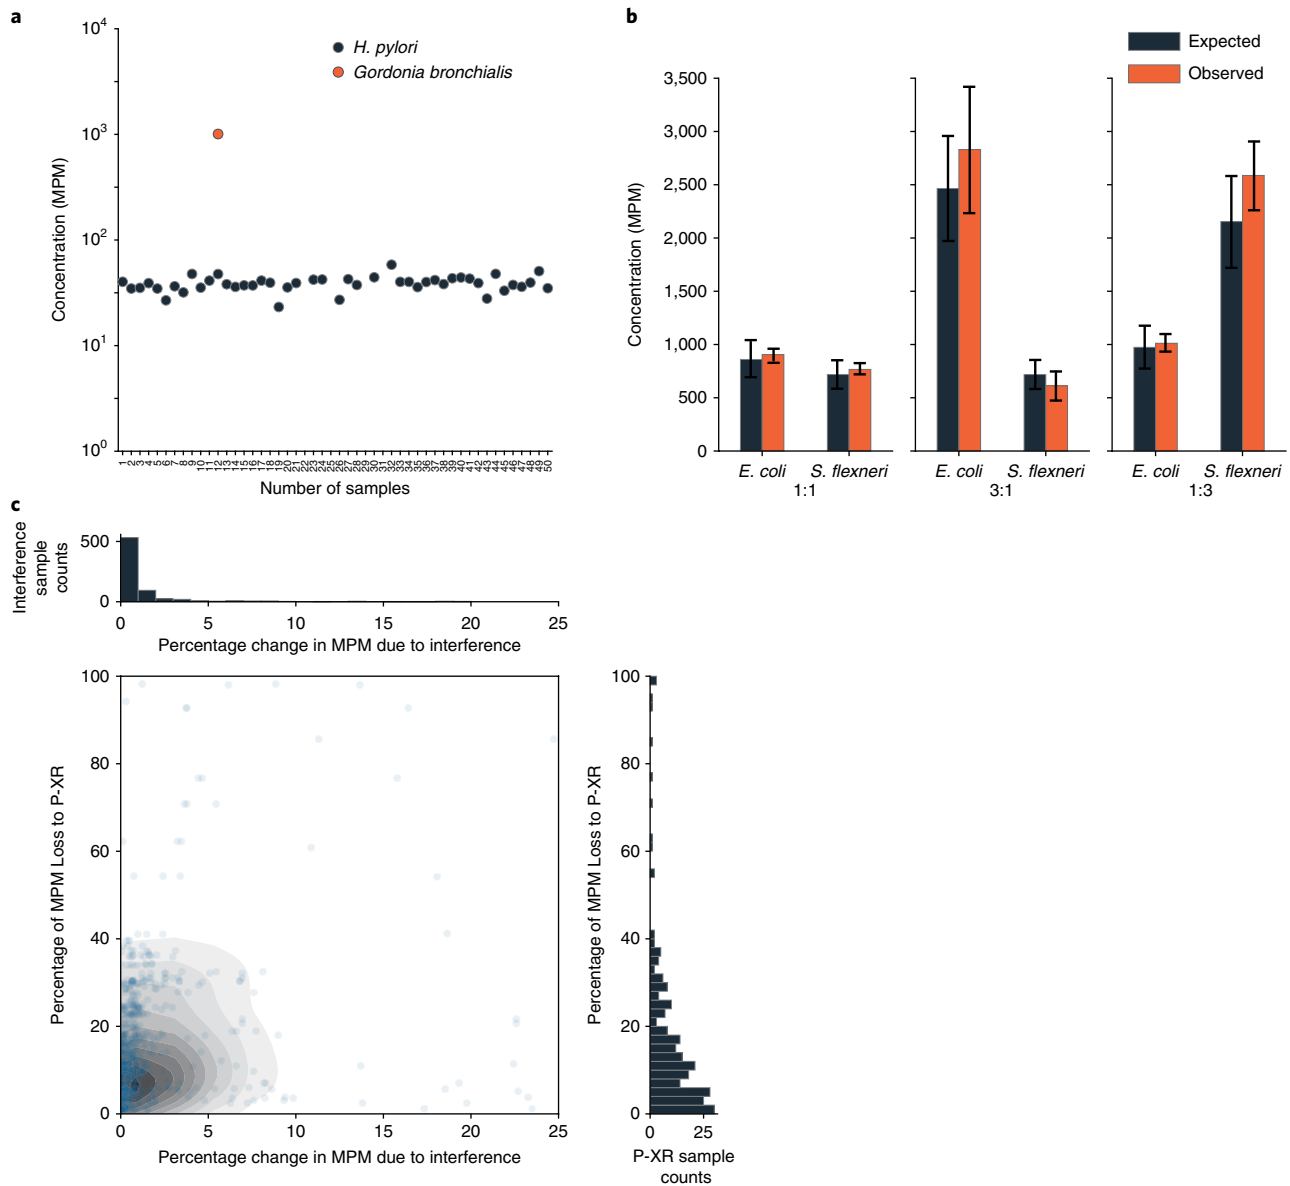 a
10^4
10^3
10^2
10^1
10^0
Concentration (MPM)
H. pylori
Gordonia bronchialis
1 2 3 4 5 6 7 8 9 10 11 12 13 14 15 16 17 18 19 20 21 22 23 24 25 26 27 28 29 30 31 32 33 34 35 36 37 38 39 40 41 42 43 44 45 46 47 48 49 50
Number of samples
b
Expected
Observed
3,500
3,000
2,500
2,000
1,500
1,000
500
0
Concentration (MPM)
E. coli S. flexneri E. coli S. flexneri E. coli S. flexneri
1:1 3:1 1:3
c
Interference
sample
counts
500
0
0 5 10 15 20 25
Percentage change in MPM due to interference
100
80
60
40
20
0
Percentage of MPM Loss to P-XR
0 5 10 15 20 25
Percentage change in MPM due to interference
100
80
60
40
20
0
Percentage of MPM Loss to P-XR
0 25
P-XR sample
counts